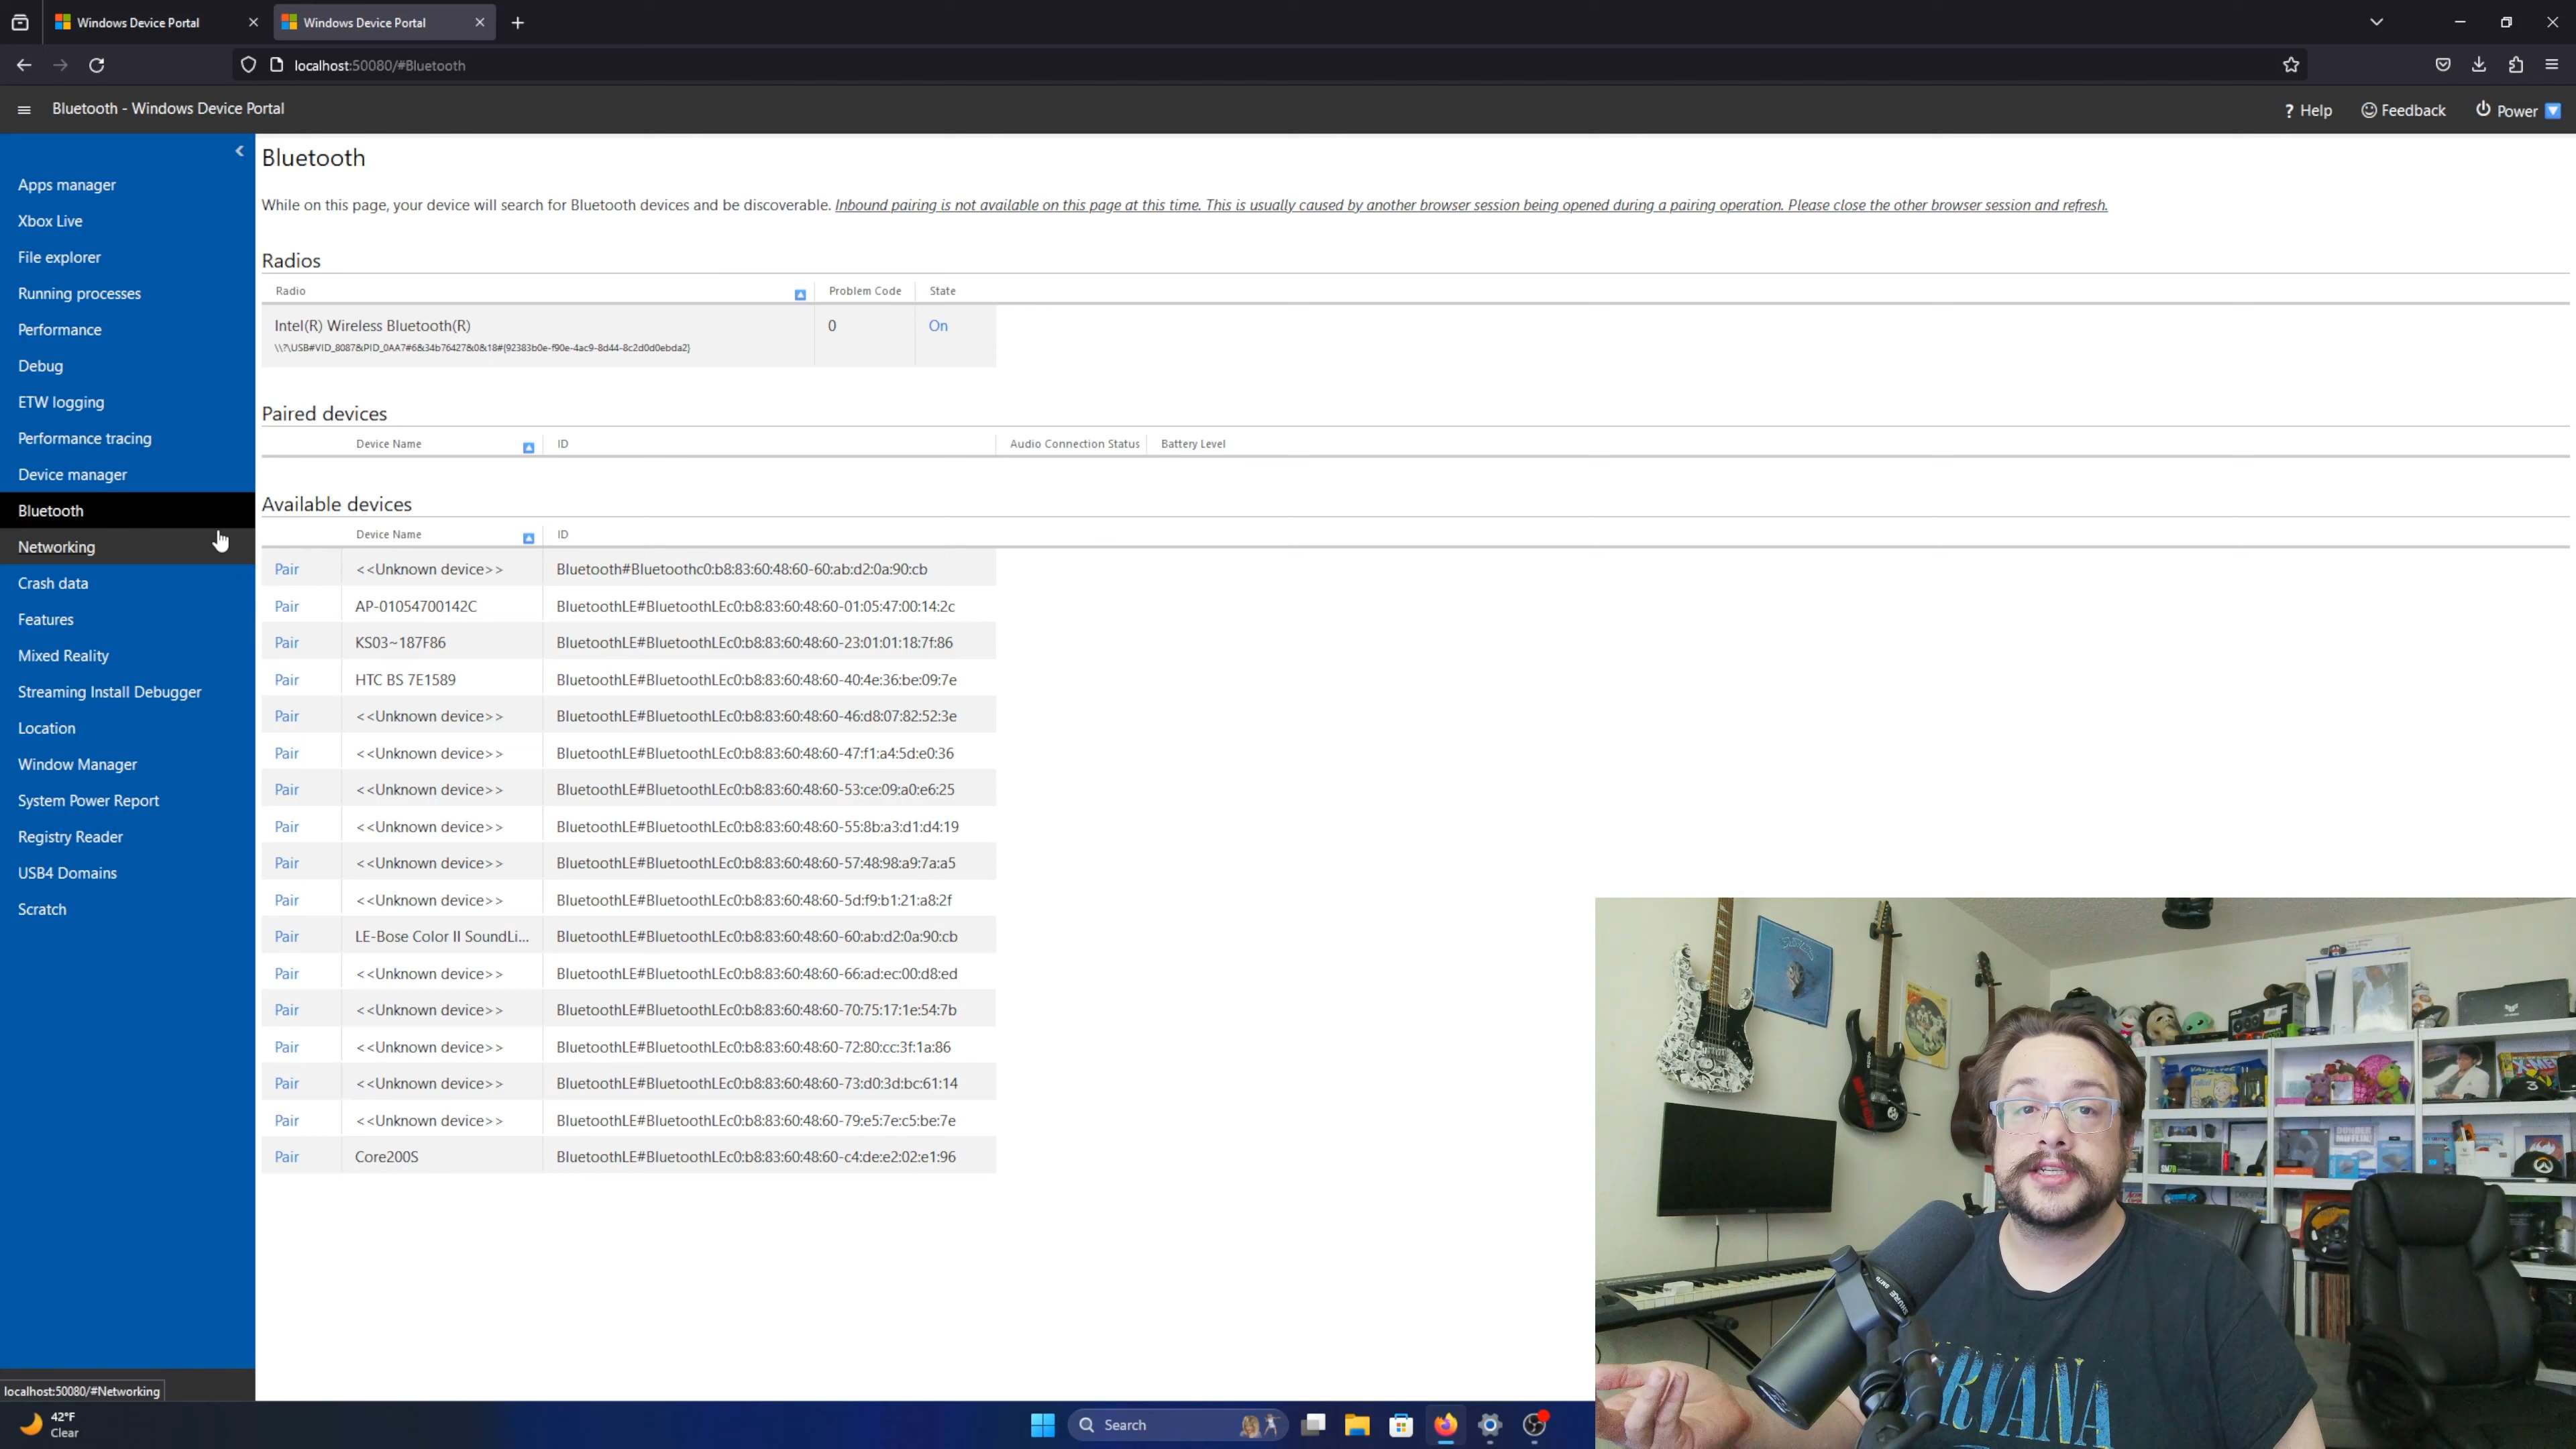 Windows Device Portal
Windows Device Portal
localhost:50080/#Bluetooth
Bluetooth - Windows Device Portal
? Help
Feedback
Power
Apps manager
Xbox Live
File explorer
Running processes
Performance
Debug
ETW logging
Performance tracing
Device manager
Bluetooth
Networking
Crash data
Features
Mixed Reality
Streaming Install Debugger
Location
Window Manager
System Power Report
Registry Reader
USB4 Domains
Scratch
Bluetooth
While on this page, your device will search for Bluetooth devices and be discoverable. Inbound pairing is not available on this page at this time. This is usually caused by another browser session being opened during a pairing operation. Please close the other browser session and refresh.
Radios
Radio Problem Code State
Intel(R) Wireless Bluetooth(R) 0 On
\\?\USB#VID_8087&PID_0AA7#6&34b76427&0&18#{92383b0e-f90e-4ac9-8d44-8c2d0d0ebda2}
Paired devices
Device Name ID Audio Connection Status Battery Level
Available devices
Device Name ID
Pair <<Unknown device>> Bluetooth#Bluetoothc0:b8:83:60:48:60-60:ab:d2:0a:90:cb
Pair AP-01054700142C BluetoothLE#BluetoothLEc0:b8:83:60:48:60-01:05:47:00:14:2c
Pair KS03~187F86 BluetoothLE#BluetoothLEc0:b8:83:60:48:60-23:01:01:18:7f:86
Pair HTC BS 7E1589 BluetoothLE#BluetoothLEc0:b8:83:60:48:60-40:4e:36:be:09:7e
Pair <<Unknown device>> BluetoothLE#BluetoothLEc0:b8:83:60:48:60-46:d8:07:82:52:3e
Pair <<Unknown device>> BluetoothLE#BluetoothLEc0:b8:83:60:48:60-47:f1:a4:5d:e0:36
Pair <<Unknown device>> BluetoothLE#BluetoothLEc0:b8:83:60:48:60-53:ce:09:a0:e6:25
Pair <<Unknown device>> BluetoothLE#BluetoothLEc0:b8:83:60:48:60-55:8b:a3:d1:d4:19
Pair <<Unknown device>> BluetoothLE#BluetoothLEc0:b8:83:60:48:60-57:48:98:a9:7a:a5
Pair <<Unknown device>> BluetoothLE#BluetoothLEc0:b8:83:60:48:60-5d:f9:b1:21:a8:2f
Pair LE-Bose Color II SoundLi... BluetoothLE#BluetoothLEc0:b8:83:60:48:60-60:ab:d2:0a:90:cb
Pair <<Unknown device>> BluetoothLE#BluetoothLEc0:b8:83:60:48:60-66:ad:ec:00:d8:ed
Pair <<Unknown device>> BluetoothLE#BluetoothLEc0:b8:83:60:48:60-70:75:17:1e:54:7b
Pair <<Unknown device>> BluetoothLE#BluetoothLEc0:b8:83:60:48:60-72:80:cc:3f:1a:86
Pair <<Unknown device>> BluetoothLE#BluetoothLEc0:b8:83:60:48:60-73:d0:3d:bc:61:14
Pair <<Unknown device>> BluetoothLE#BluetoothLEc0:b8:83:60:48:60-79:e5:7e:c5:be:7e
Pair Core200S BluetoothLE#BluetoothLEc0:b8:83:60:48:60-c4:de:e2:02:e1:96
SHURE
NIRVANA
localhost:50080/#Networking
42°F
Clear
Search